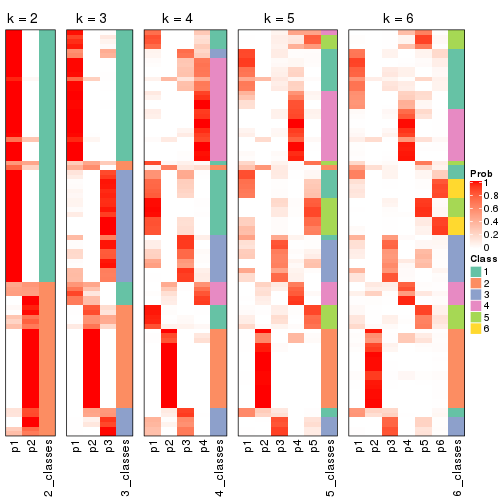 k = 2
k = 3
k = 4
k = 5
k = 6
p1
p2
2_classes
p1
p2
p3
3_classes
p1
p2
p3
p4
4_classes
p1
p2
p3
p4
p5
5_classes
p1
p2
p3
p4
p5
p6
6_classes
Prob
1
0.8
0.6
0.4
0.2
0
Class
1
2
3
4
5
6